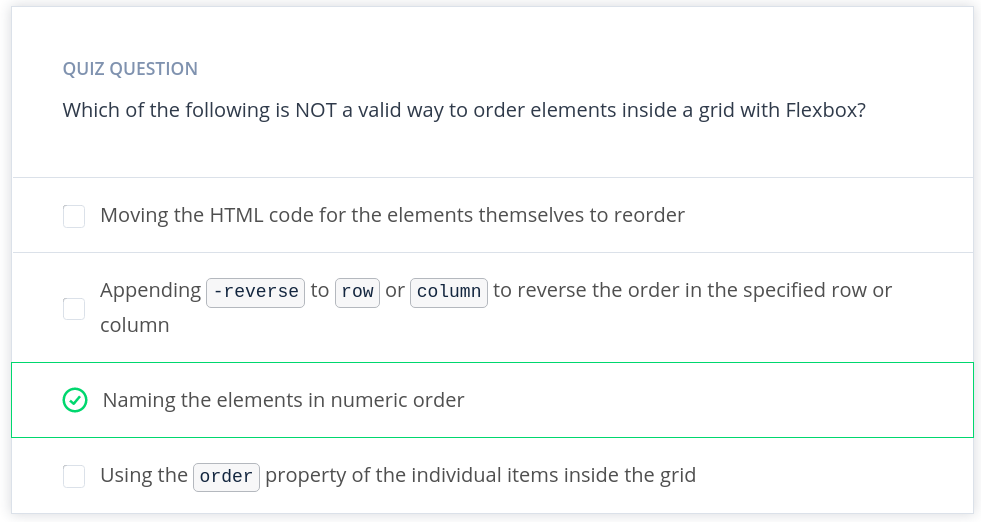 QUIZ QUESTION
Which of the following is NOT a valid way to order elements inside a grid with Flexbox?
Moving the HTML code for the elements themselves to reorder
Appending -reverse to row or column to reverse the order in the specified row or
column
Naming the elements in numeric order
Using the order property of the individual items inside the grid